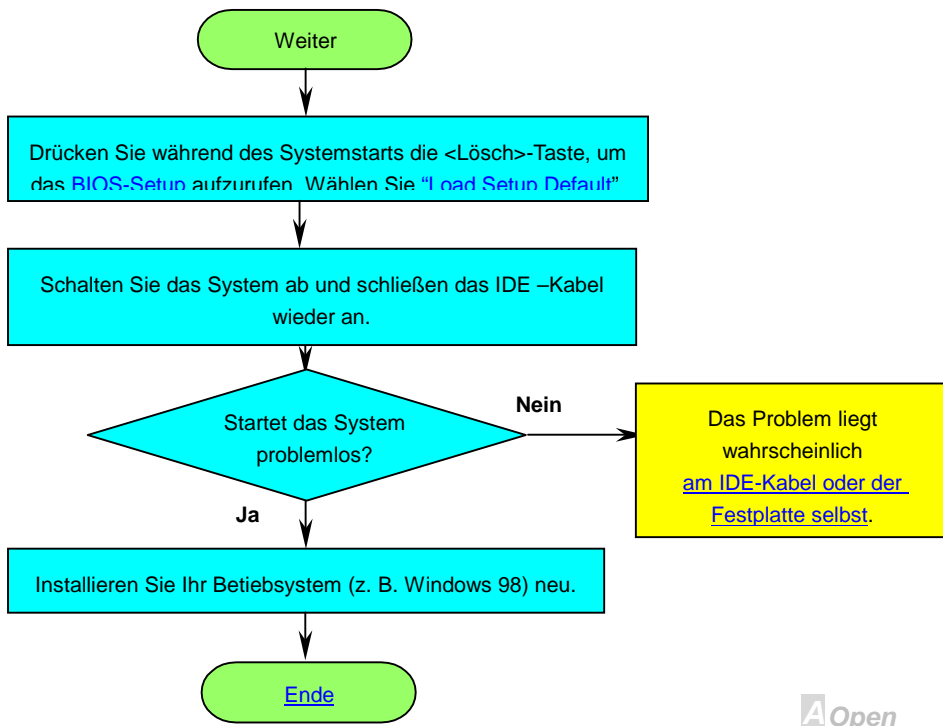 Weiter
Drücken Sie während des Systemstarts die <Lösch>-Taste, um
das BIOS-Setup aufzurufen. Wählen Sie “Load Setup Default”
Schalten Sie das System ab und schließen das IDE –Kabel
wieder an.
Startet das System
problemlos?
Nein
Das Problem liegt
wahrscheinlich
am IDE-Kabel oder der
Festplatte selbst.
Ja
Installieren Sie Ihr Betiebsystem (z. B. Windows 98) neu.
Ende
AOpen